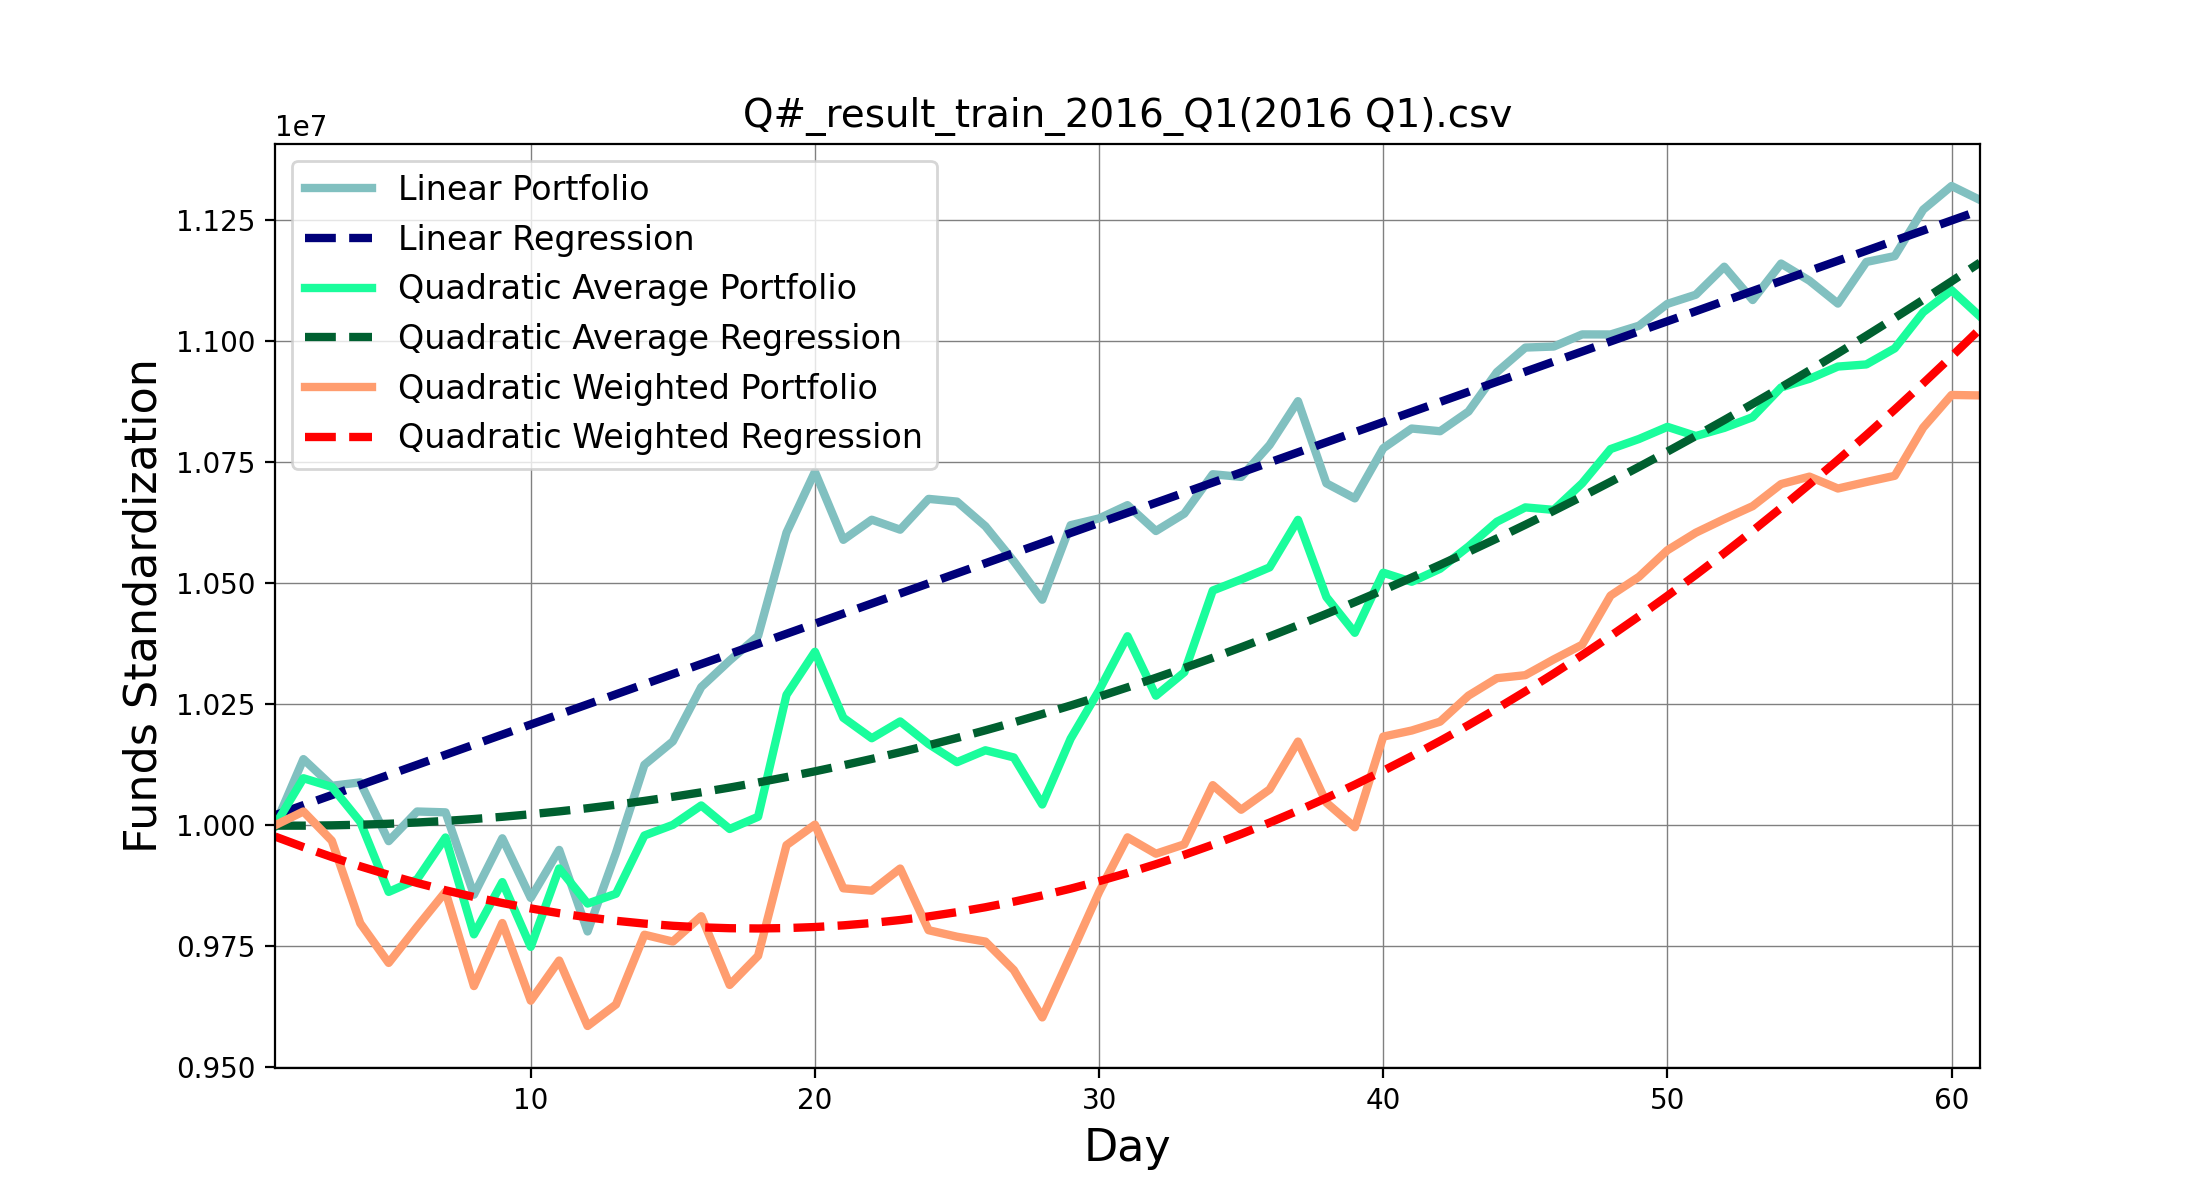 Q#_result_train_2016_Q1(2016 Q1).csv
1e7
Linear Portfolio
Linear Regression
Quadratic Average Portfolio
Quadratic Average Regression
Quadratic Weighted Portfolio
Quadratic Weighted Regression
1.125
1.100
1.075
1.050
1.025
1.000
0.975
0.950
Funds Standardization
10 20 30 40 50 60
Day